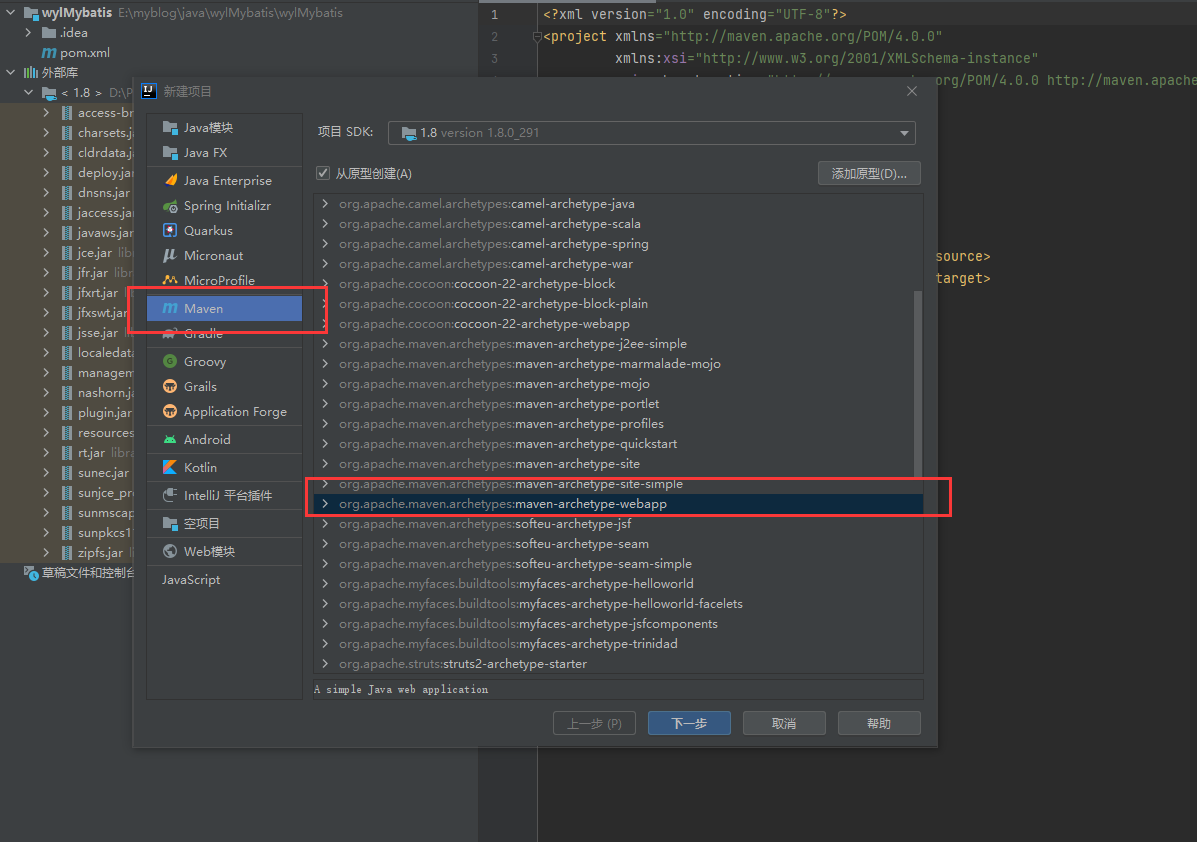 wylMybatis E:\myblog\java\wylMybatis\wylMybatis
.idea
pom.xml
外部库
< 1.8 > D:\P
access-br
charsets.ja
cldrdata.ja
deploy.jar
dnsns.jar
jaccess.jar
javaws.jar
jce.jar libr
jfr.jar libr
jfxrt.jar
jfxswt.jar
jsse.jar
localedata
managem
nashorn.ja
plugin.jar
resources
rt.jar libra
sunec.jar
sunjce_pro
sunmscap
sunpkcs1
zipfs.jar
草稿文件和控制台
1 <?xml version="1.0" encoding="UTF-8"?>
2 <project xmlns="http://maven.apache.org/POM/4.0.0"
3 xmlns:xsi="http://www.w3.org/2001/XMLSchema-instance"
.org/POM/4.0.0 http://maven.apache
source>
target>
新建项目
Java模块
Java FX
Java Enterprise
Spring Initializr
Quarkus
Micronaut
MicroProfile
Maven
Gradle
Groovy
Grails
Application Forge
Android
Kotlin
IntelliJ 平台插件
空项目
Web模块
JavaScript
项目 SDK: 1.8 version 1.8.0_291
从原型创建(A) 添加原型(D)...
org.apache.camel.archetypes:camel-archetype-java
org.apache.camel.archetypes:camel-archetype-scala
org.apache.camel.archetypes:camel-archetype-spring
org.apache.camel.archetypes:camel-archetype-war
org.apache.cocoon:cocoon-22-archetype-block
org.apache.cocoon:cocoon-22-archetype-block-plain
org.apache.cocoon:cocoon-22-archetype-webapp
org.apache.maven.archetypes:maven-archetype-j2ee-simple
org.apache.maven.archetypes:maven-archetype-marmalade-mojo
org.apache.maven.archetypes:maven-archetype-mojo
org.apache.maven.archetypes:maven-archetype-portlet
org.apache.maven.archetypes:maven-archetype-profiles
org.apache.maven.archetypes:maven-archetype-quickstart
org.apache.maven.archetypes:maven-archetype-site
org.apache.maven.archetypes:maven-archetype-site-simple
org.apache.maven.archetypes:maven-archetype-webapp
org.apache.maven.archetypes:softeu-archetype-jsf
org.apache.maven.archetypes:softeu-archetype-seam
org.apache.maven.archetypes:softeu-archetype-seam-simple
org.apache.myfaces.buildtools:myfaces-archetype-helloworld
org.apache.myfaces.buildtools:myfaces-archetype-helloworld-facelets
org.apache.myfaces.buildtools:myfaces-archetype-jsfcomponents
org.apache.myfaces.buildtools:myfaces-archetype-trinidad
org.apache.struts:struts2-archetype-starter
A simple Java web application
上一步 (P) 下一步 取消 帮助